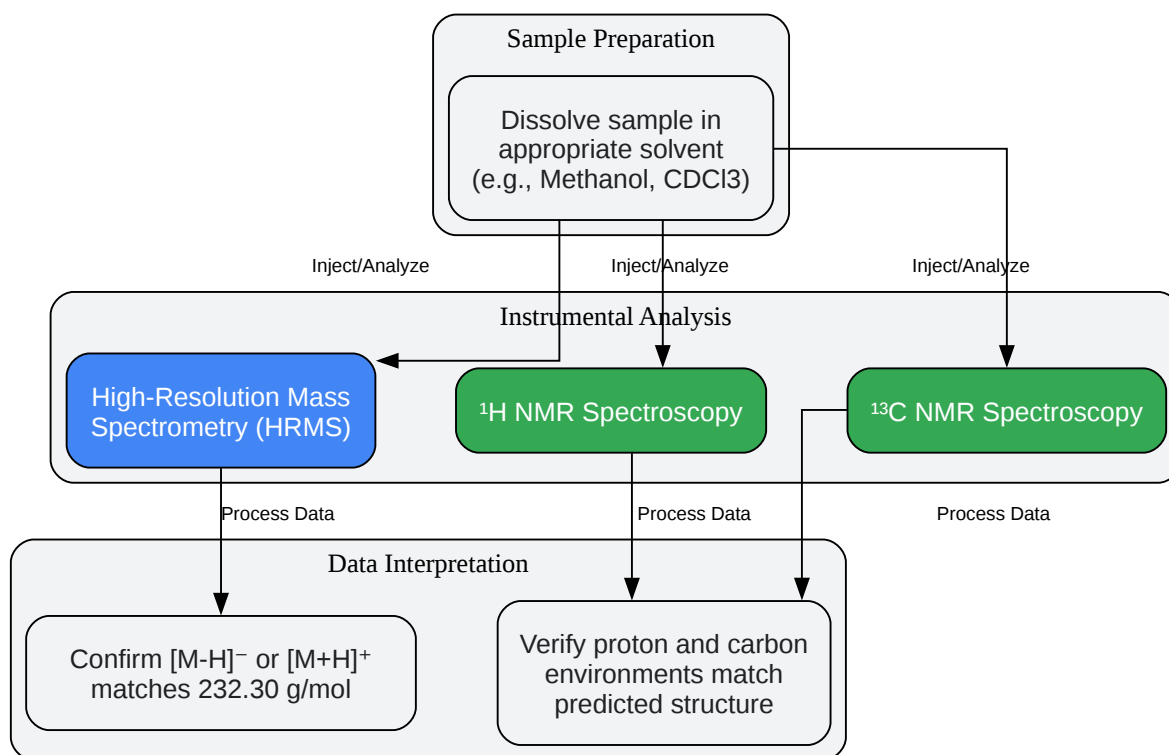 Sample Preparation
Dissolve sample in
appropriate solvent
(e.g., Methanol, CDCl3)
Inject/Analyze
Inject/Analyze
Inject/Analyze
Instrumental Analysis
High-Resolution Mass
Spectrometry (HRMS)
¹H NMR Spectroscopy
¹³C NMR Spectroscopy
Process Data
Process Data
Process Data
Data Interpretation
Confirm [M-H]⁻ or [M+H]⁺
matches 232.30 g/mol
Verify proton and carbon
environments match
predicted structure